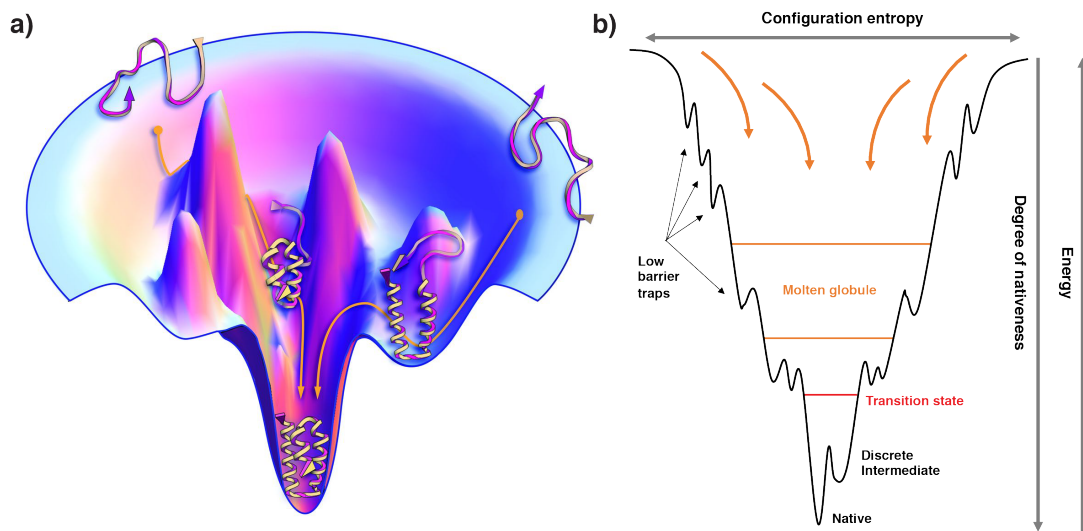 a)
b)
Configuration entropy
Low
barrier
traps
Molten globule
Transition state
Discrete
Intermediate
Native
Degree of nativeness
Energy